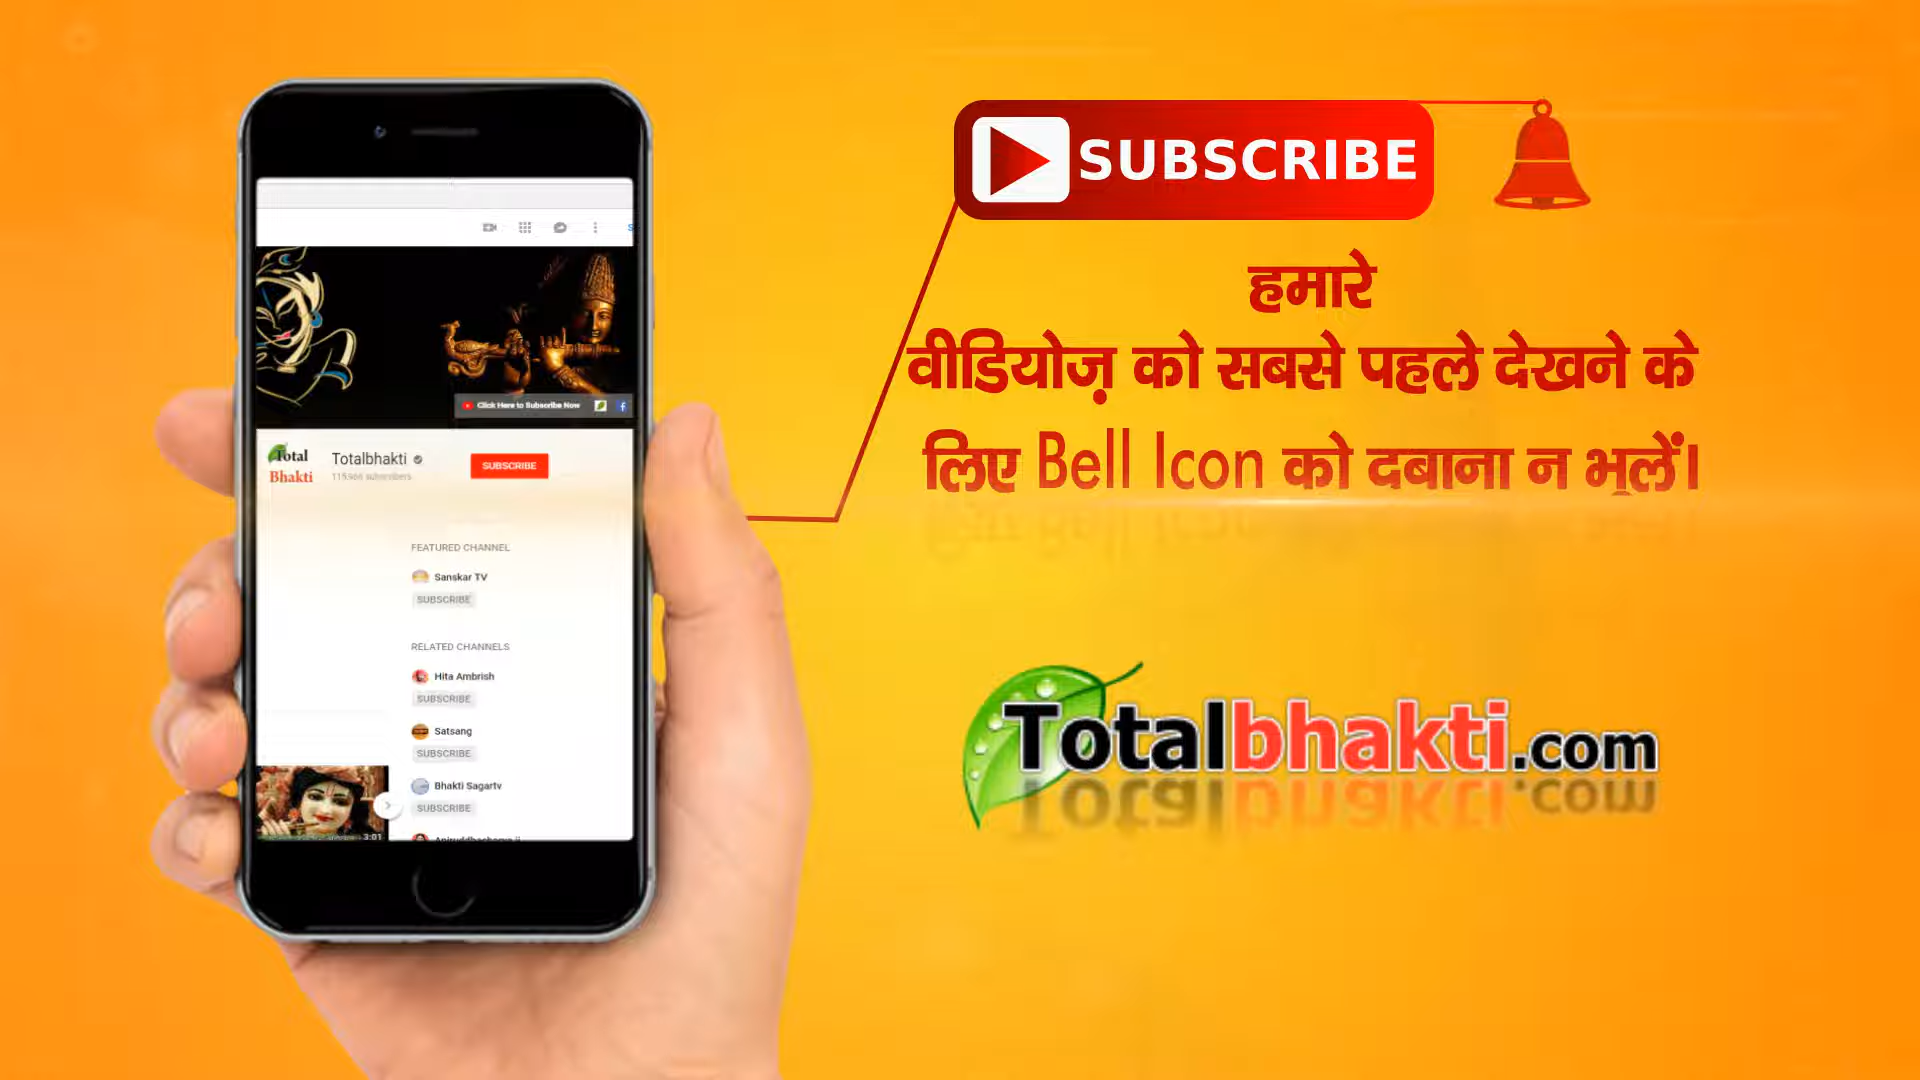 SUBSCRIBE
हमारे
वीडियोज़ को सबसे पहले देखने के
लिए Bell Icon को दबाना न भूलें।
Totalbhakti.com
Click Here to Subscribe Now
Total
Bhakti
Totalbhakti
SUBSCRIBE
FEATURED CHANNEL
Sanskar TV
SUBSCRIBE
RELATED CHANNELS
Hita Ambrish
SUBSCRIBE
Satsang
SUBSCRIBE
Bhakti Sagartv
SUBSCRIBE
3:01